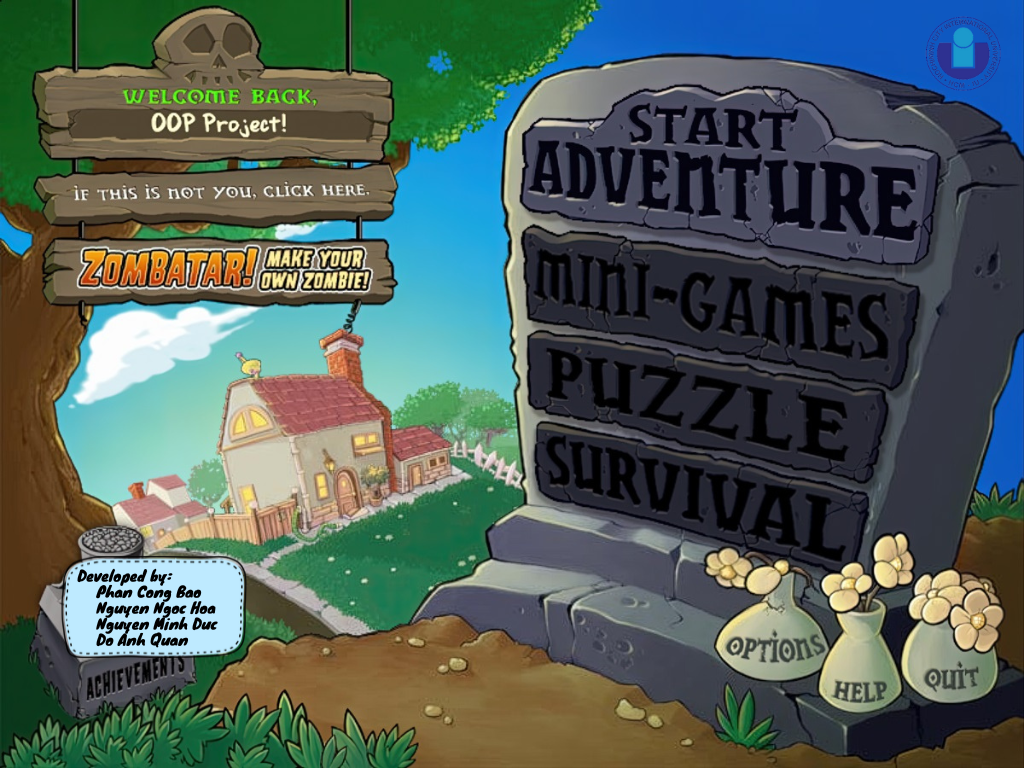 WELCOME BACK,
OOP Project!
IF THIS IS NOT YOU, CLICK HERE.
ZOMBATAR! MAKE YOUR
OWN ZOMBIE!
START
ADVENTURE
MINI-GAMES
PUZZLE
SURVIVAL
Developed by:
Phan Cong Bao
Nguyen Ngoc Hoa
Nguyen Minh Duc
Do Anh Quan
ACHIEVEMENTS
OPTIONS
HELP
QUIT